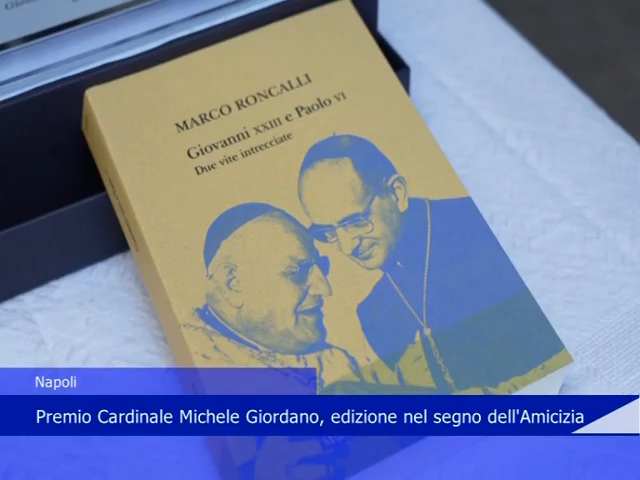 MARCO RONCALLI
Giovanni XXIII e Paolo VI
Due vite intrecciate
Napoli
Premio Cardinale Michele Giordano, edizione nel segno dell'Amicizia